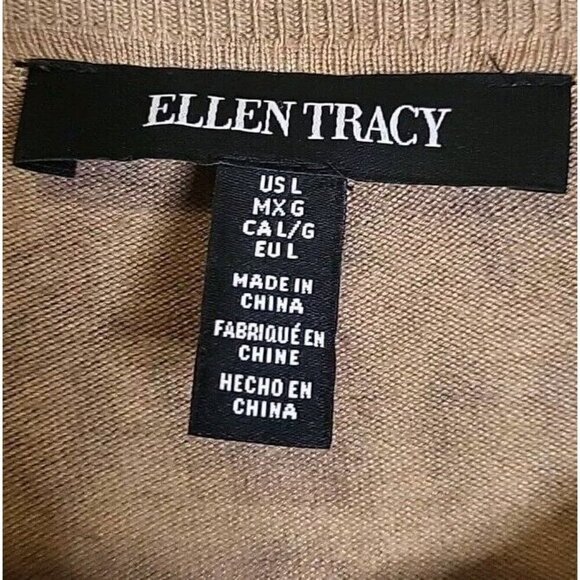 ELLEN TRACY
US L
MX G
CA L/G
EU L
MADE IN
CHINA
FABRIQUÉ EN
CHINE
HECHO EN
CHINA